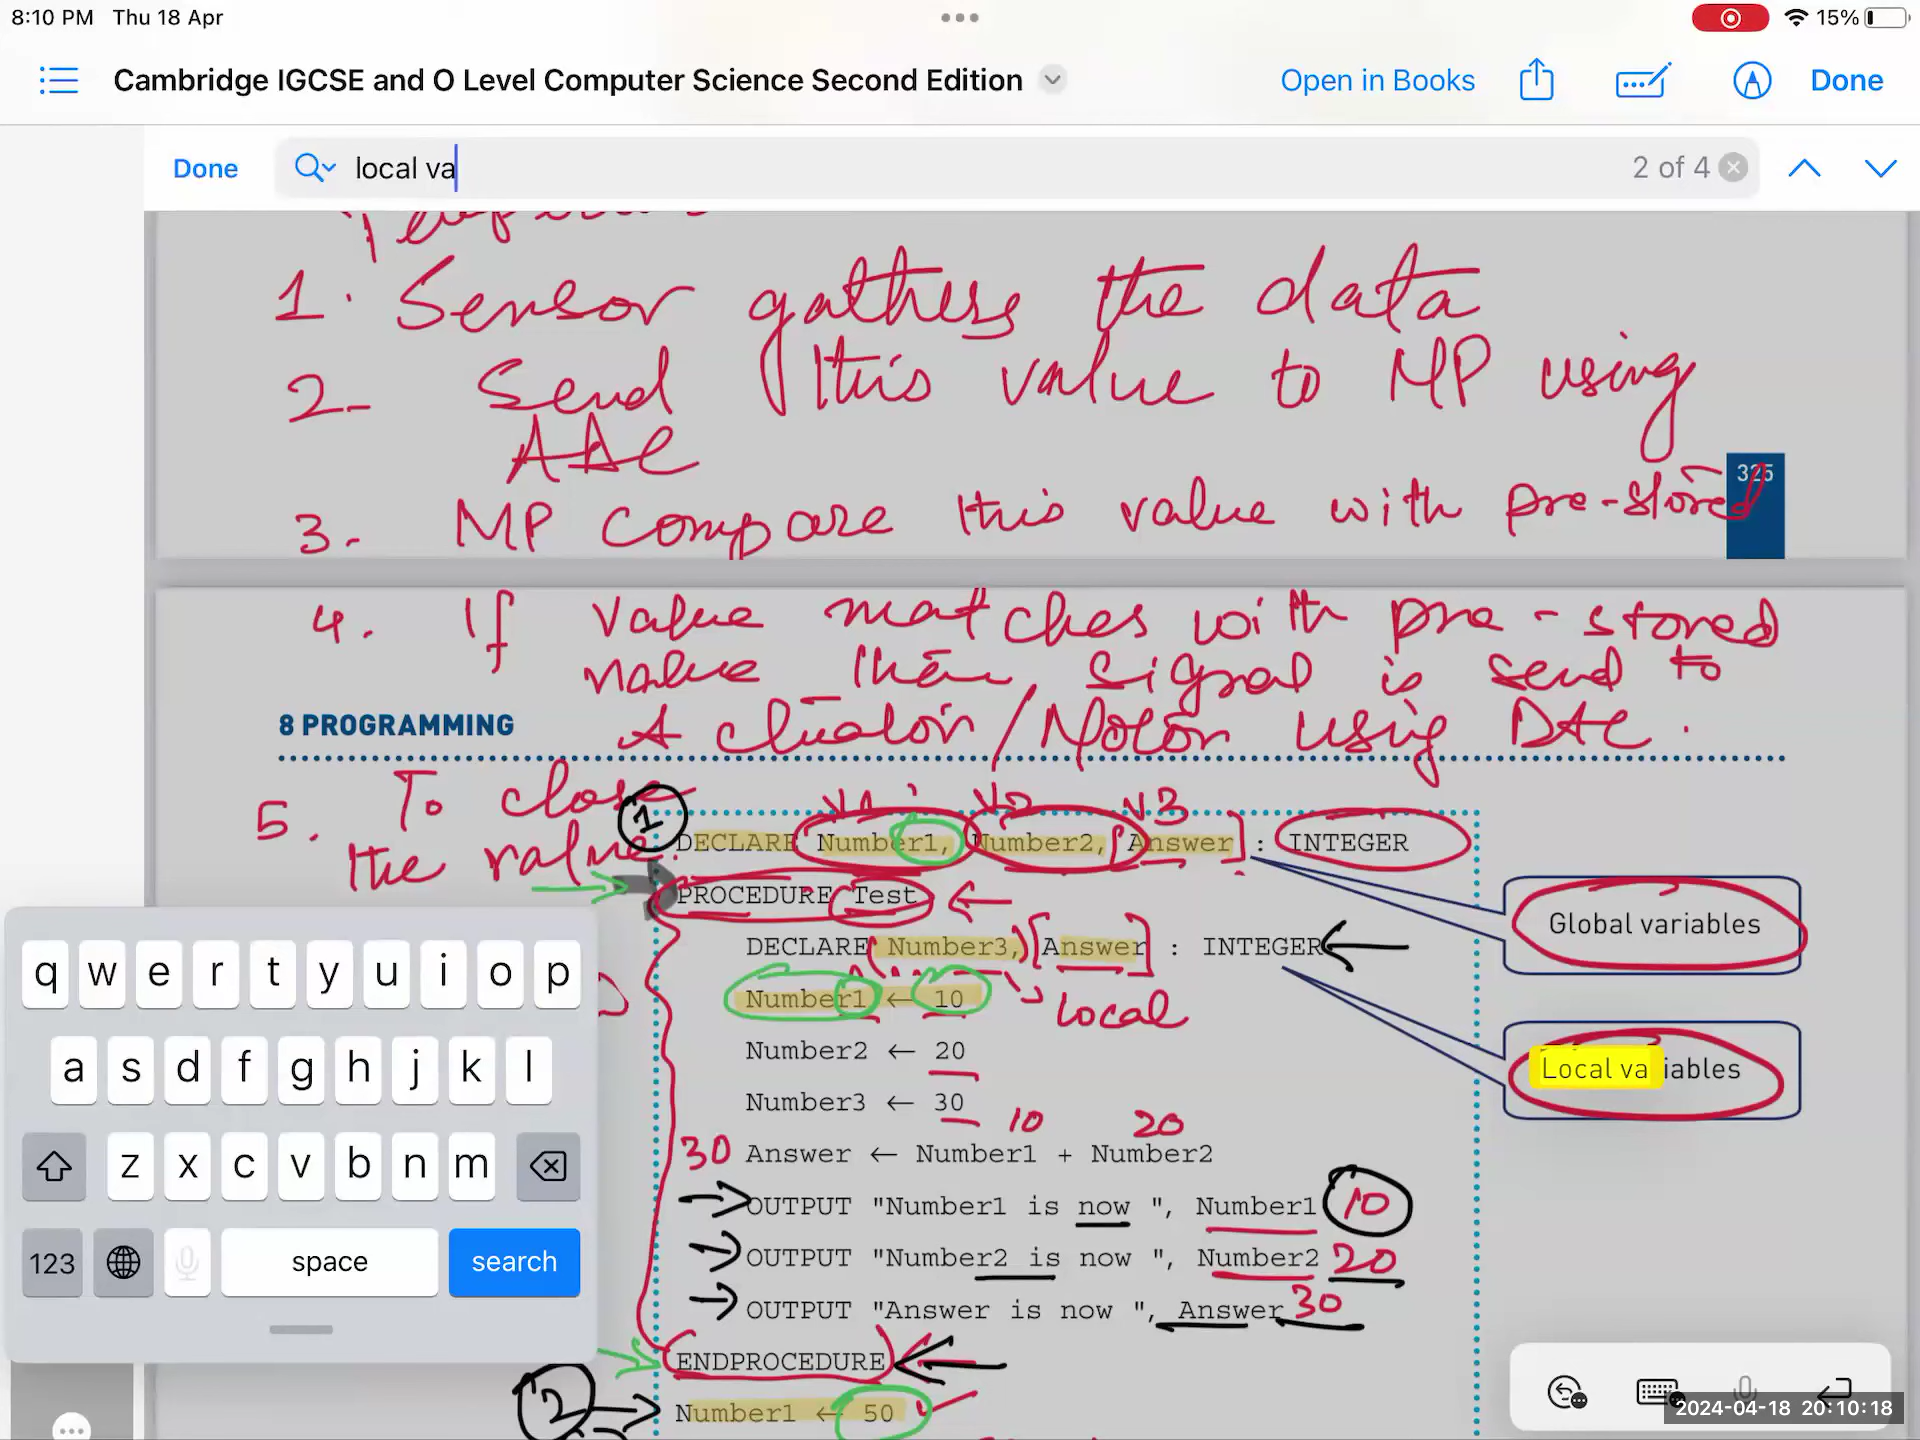 8:10 PM Thu 18 Apr
15%
Cambridge IGCSE and O Level Computer Science Second Edition
Open in Books
Done
Done
local va
2 of 4
1. Sensor gathers the data
2- Send this value to MP using
ADC
325
3. MP compare this value with pre-stored
4. If value matches with pre-stored
value then signal is send to
8 PROGRAMMING
Actuator/Motor using DAC.
5. To close
the value.
1
V1 V2 V3
DECLARE Number1, Number2, Answer : INTEGER
PROCEDURE Test
Global variables
DECLARE Number3, Answer : INTEGER
Number1 ← 10
local
Number2 ← 20
Local variables
Number3 ← 30
10 20
30 Answer ← Number1 + Number2
OUTPUT "Number1 is now ", Number1 10
OUTPUT "Number2 is now ", Number2 20
OUTPUT "Answer is now ", Answer 30
ENDPROCEDURE
2
Number1 ← 50
q w e r t y u i o p
a s d f g h j k l
z x c v b n m
123 space search
2024-04-18 20:10:18